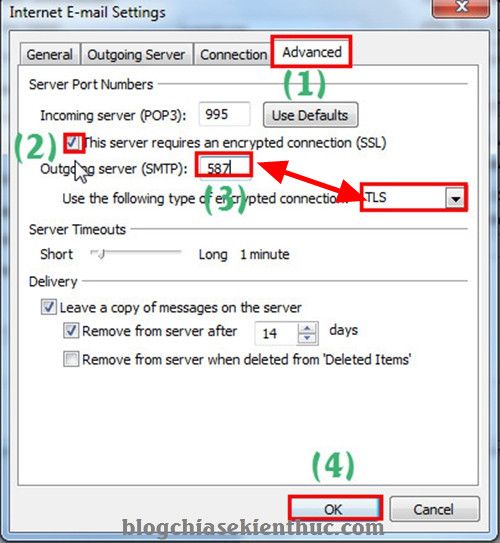 Internet E-mail Settings
X
General Outgoing Server Connection Advanced
Server Port Numbers
(1)
Incoming server (POP3): 995 Use Defaults
(2) This server requires an encrypted connection (SSL)
Outgoing server (SMTP): 587
(3)
Use the following type of encrypted connection: TLS
Server Timeouts
Short Long 1 minute
Delivery
Leave a copy of messages on the server
Remove from server after 14 days
Remove from server when deleted from 'Deleted Items'
(4)
OK Cancel
blogchiasekienthuc.com